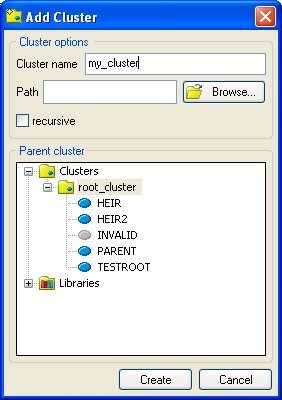 Add Cluster
Cluster options
Cluster name my_cluster
Path Browse...
recursive
Parent cluster
Clusters
root_cluster
HEIR
HEIR2
INVALID
PARENT
TESTROOT
Libraries
Create Cancel